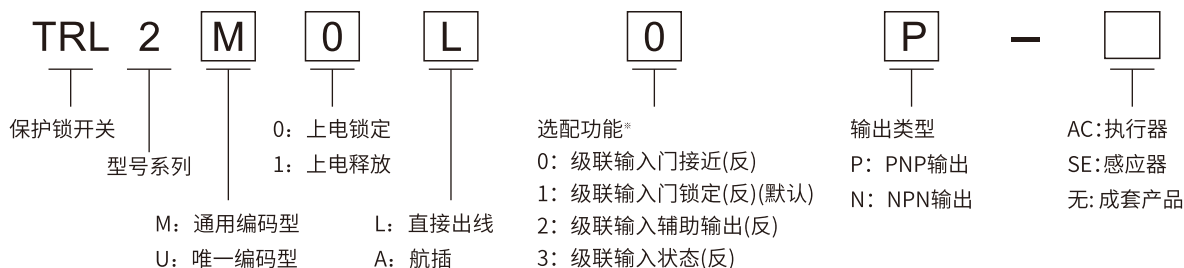 TRL 2 M 0 L 0 P -
保护锁开关
型号系列
M：通用编码型
U：唯一编码型
0：上电锁定
1：上电释放
L：直接出线
A：航插
选配功能※
0：级联输入门接近(反)
1：级联输入门锁定(反)(默认)
2：级联输入辅助输出(反)
3：级联输入状态(反)
输出类型
P：PNP输出
N：NPN输出
AC：执行器
SE：感应器
无：成套产品